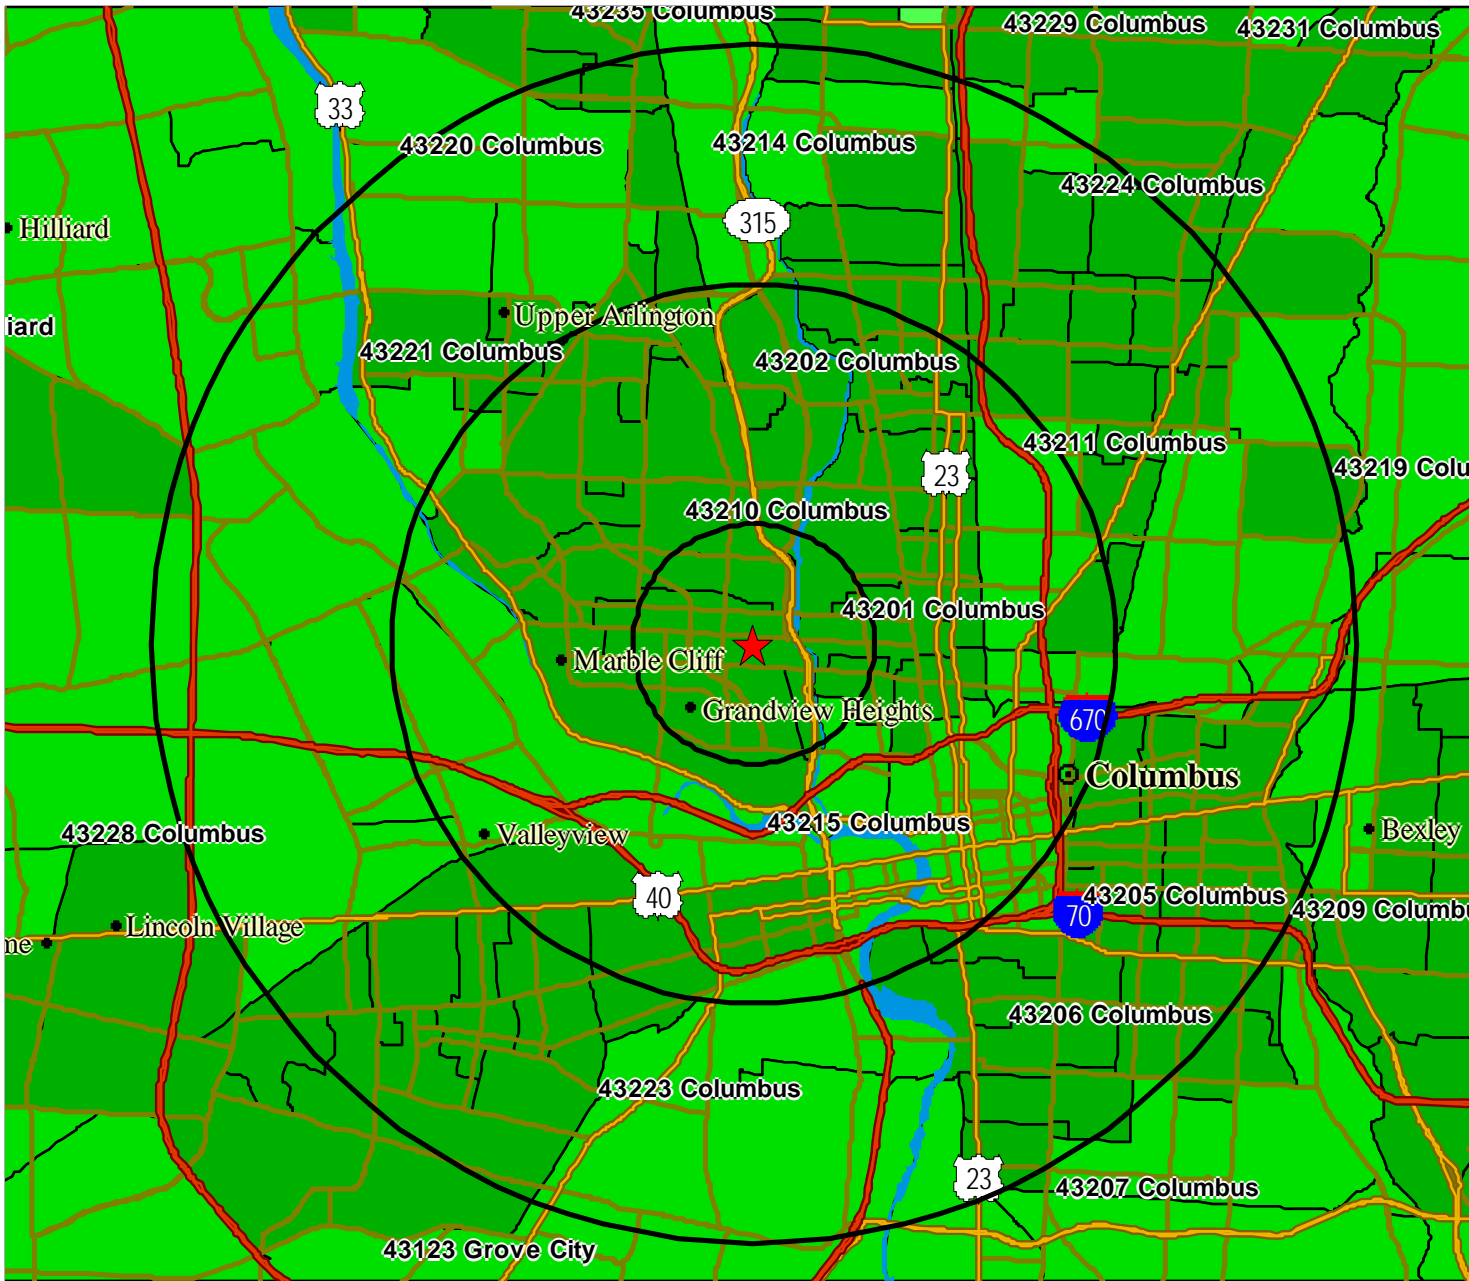 43235 Columbus
43229 Columbus
43231 Columbus
33
43220 Columbus
43214 Columbus
43224 Columbus
Hilliard
315
iard
Upper Arlington
43221 Columbus
43202 Columbus
43211 Columbus
43219 Colu
23
43210 Columbus
43201 Columbus
Marble Cliff
Grandview Heights
670
Columbus
43215 Columbus
43228 Columbus
Valleyview
Bexley
40
43205 Columbus
70
43209 Columbu
Lincoln Village
me
43206 Columbus
43223 Columbus
23
43207 Columbus
43123 Grove City